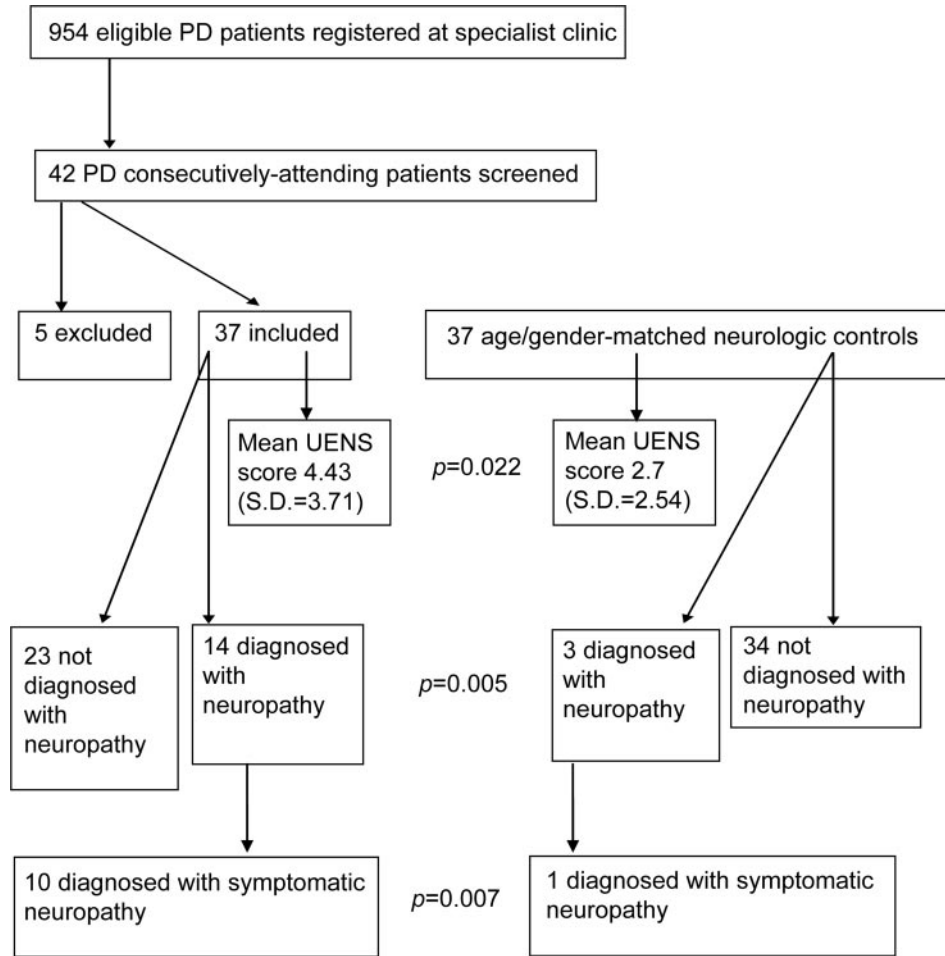 954 eligible PD patients registered at specialist clinic
42 PD consecutively-attending patients screened
5 excluded
37 included
37 age/gender-matched neurologic controls
Mean UENS
score 4.43
(S.D.=3.71)
p=0.022
Mean UENS
score 2.7
(S.D.=2.54)
23 not
diagnosed
with
neuropathy
14 diagnosed
with
neuropathy
p=0.005
3 diagnosed
with
neuropathy
34 not
diagnosed with
neuropathy
10 diagnosed with symptomatic
neuropathy
p=0.007
1 diagnosed with symptomatic
neuropathy